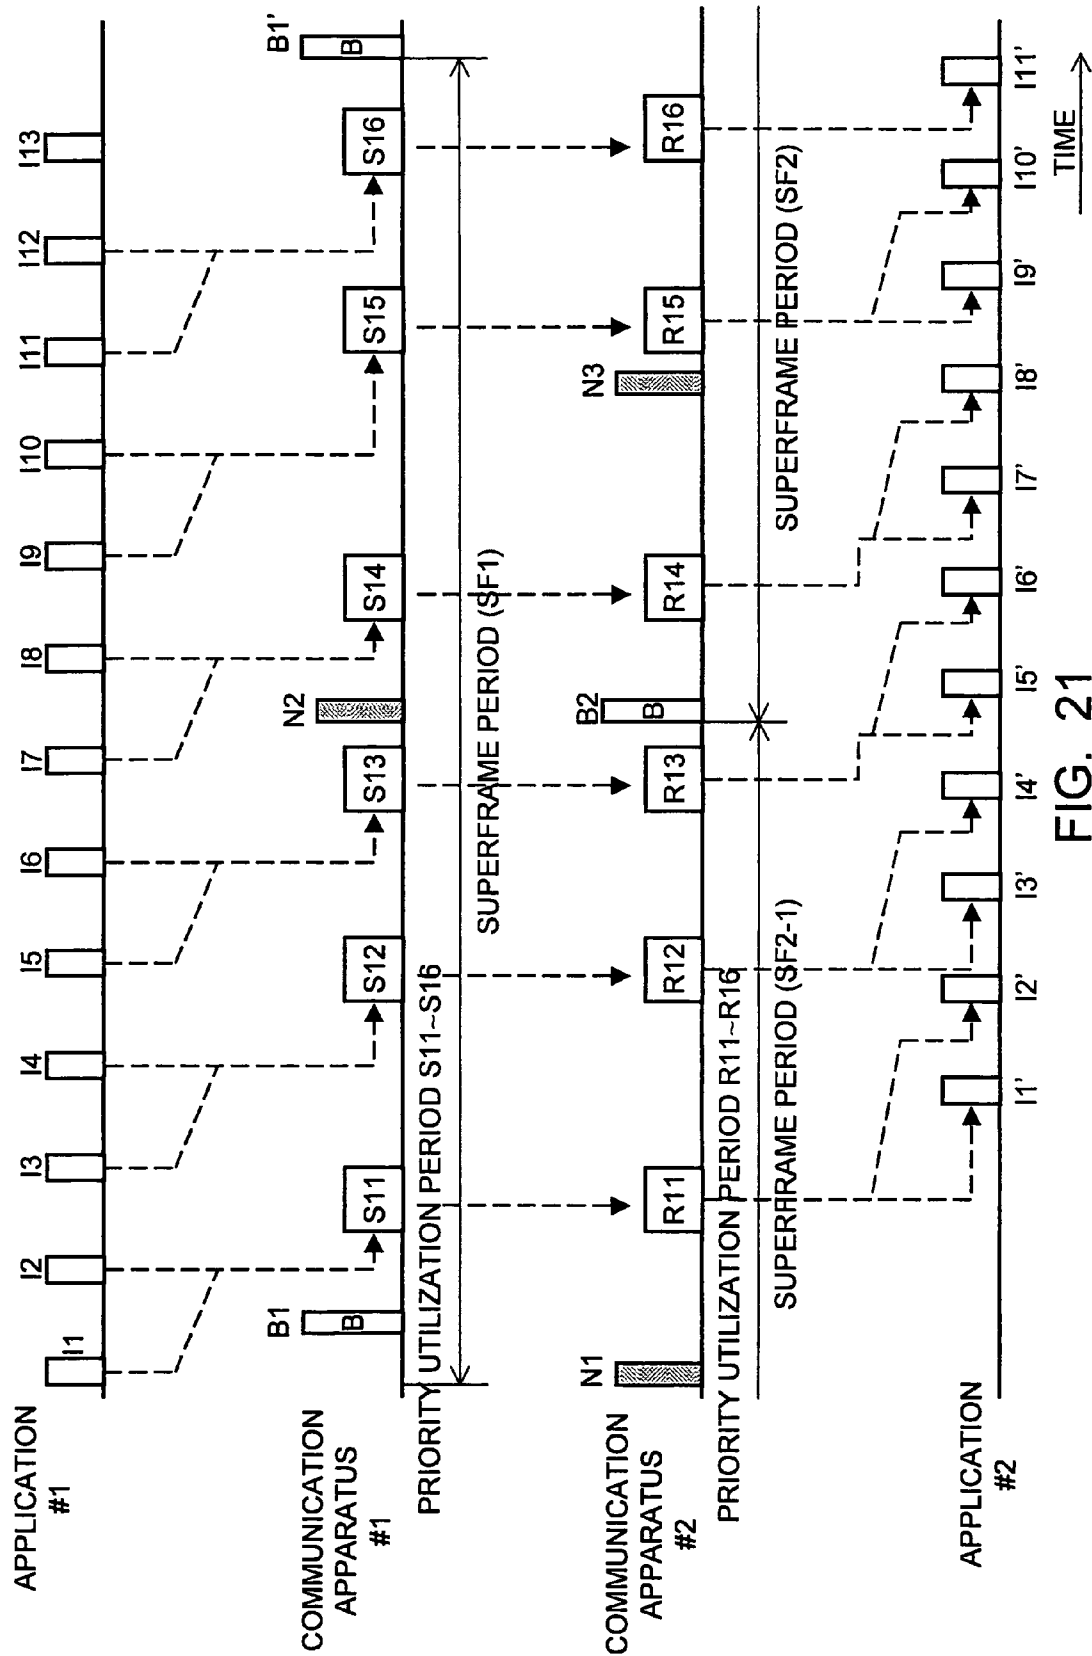 APPLICATION
#1
I1
I2
I3
I4
I5
I6
I7
I8
I9
I10
I11
I12
I13
COMMUNICATION
APPARATUS
#1
B1
B
S11
S12
S13
N2
S14
S15
S16
B1'
B
SUPERFRAME PERIOD (SF1)
PRIORITY UTILIZATION PERIOD S11~S16
COMMUNICATION
APPARATUS
#2
N1
R11
R12
R13
B2
B
R14
N3
R15
R16
PRIORITY UTILIZATION PERIOD R11~R16
SUPERFRAME PERIOD (SF2-1)
SUPERFRAME PERIOD (SF2)
APPLICATION
#2
I1'
I2'
I3'
I4'
I5'
I6'
I7'
I8'
I9'
I10'
I11'
TIME
FIG. 21